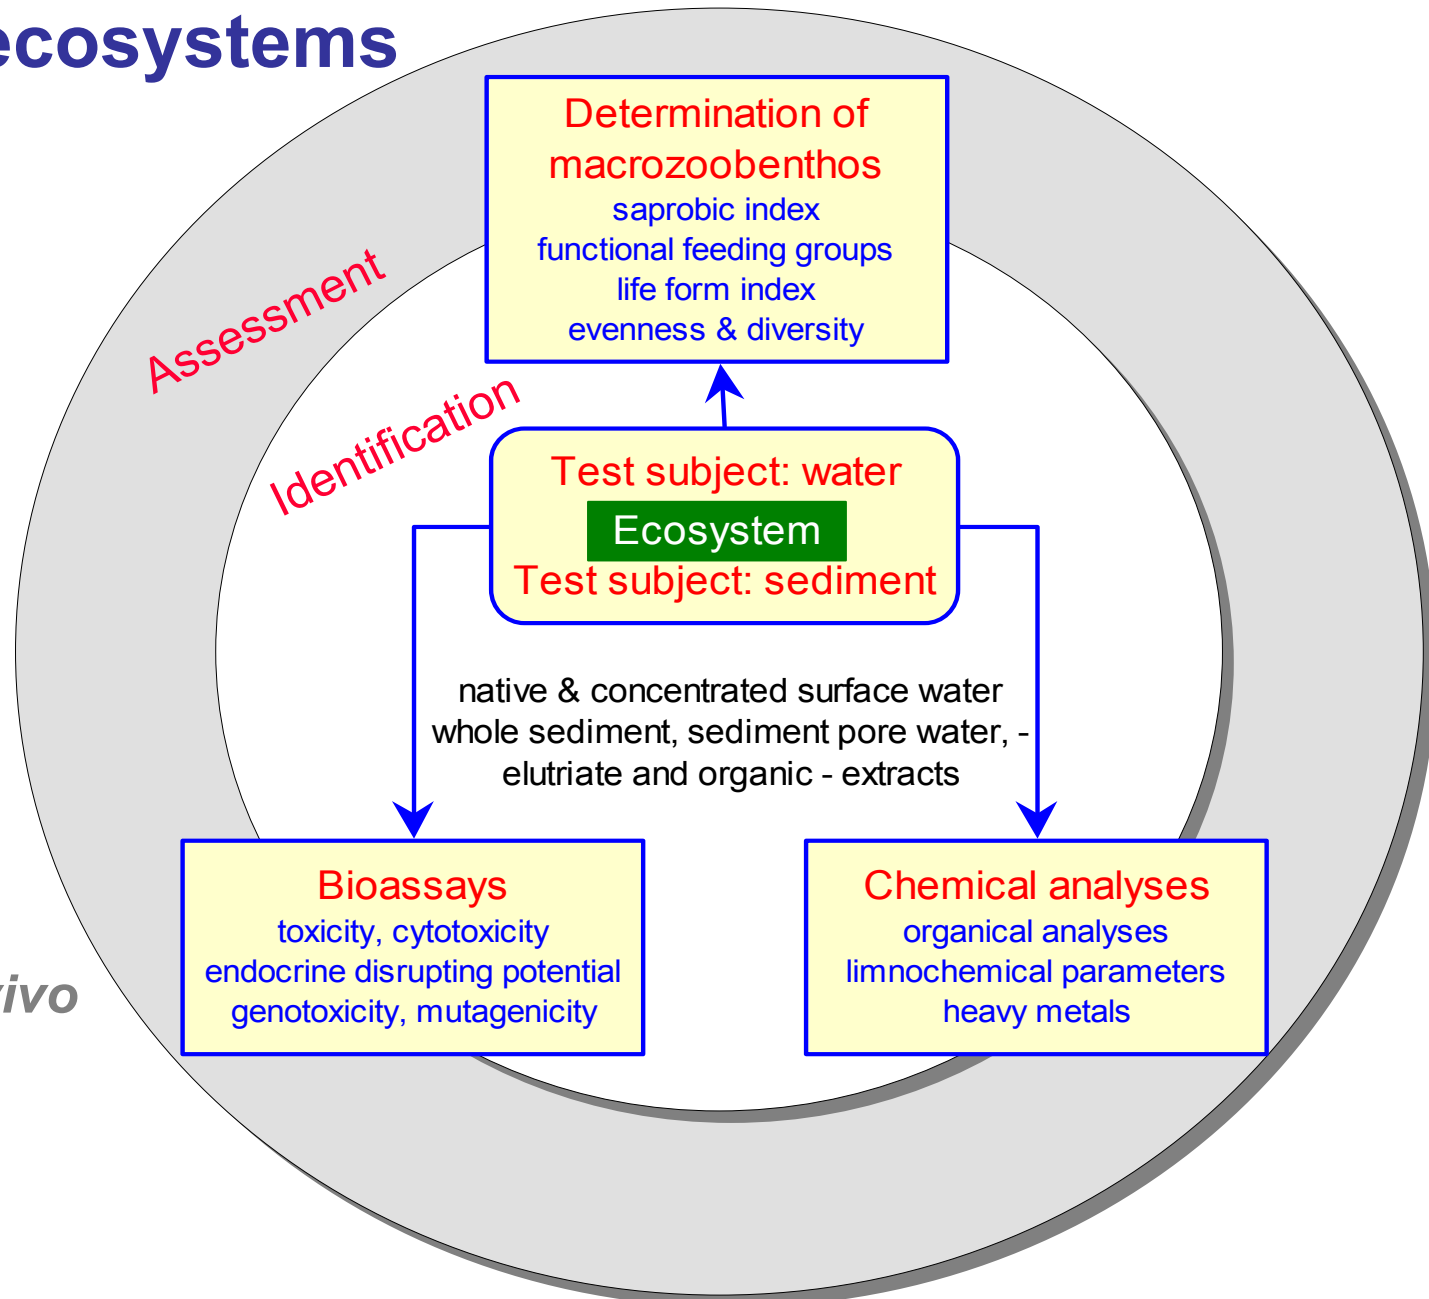 ecosystems
Determination of
macrozoobenthos
saprobic index
functional feeding groups
life form index
evenness & diversity
Assessment
Identification
Test subject: water
Ecosystem
Test subject: sediment
native & concentrated surface water
whole sediment, sediment pore water, -
elutriate and organic - extracts
Bioassays
toxicity, cytotoxicity
endocrine disrupting potential
genotoxicity, mutagenicity
Chemical analyses
organical analyses
limnochemical parameters
heavy metals
vivo